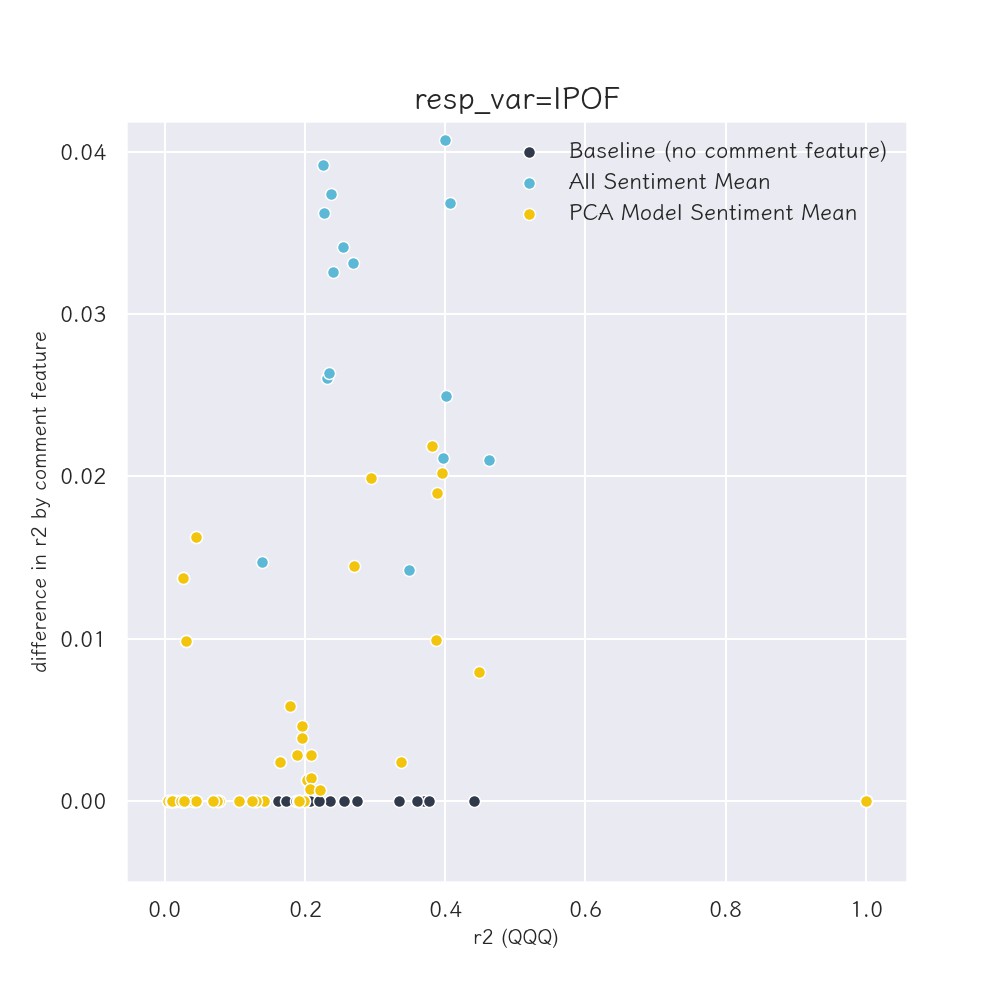 resp_var=IPOF
Baseline (no comment feature)
All Sentiment Mean
PCA Model Sentiment Mean
difference in r2 by comment feature
0.04
0.03
0.02
0.01
0.00
0.0 0.2 0.4 0.6 0.8 1.0
r2 (QQQ)